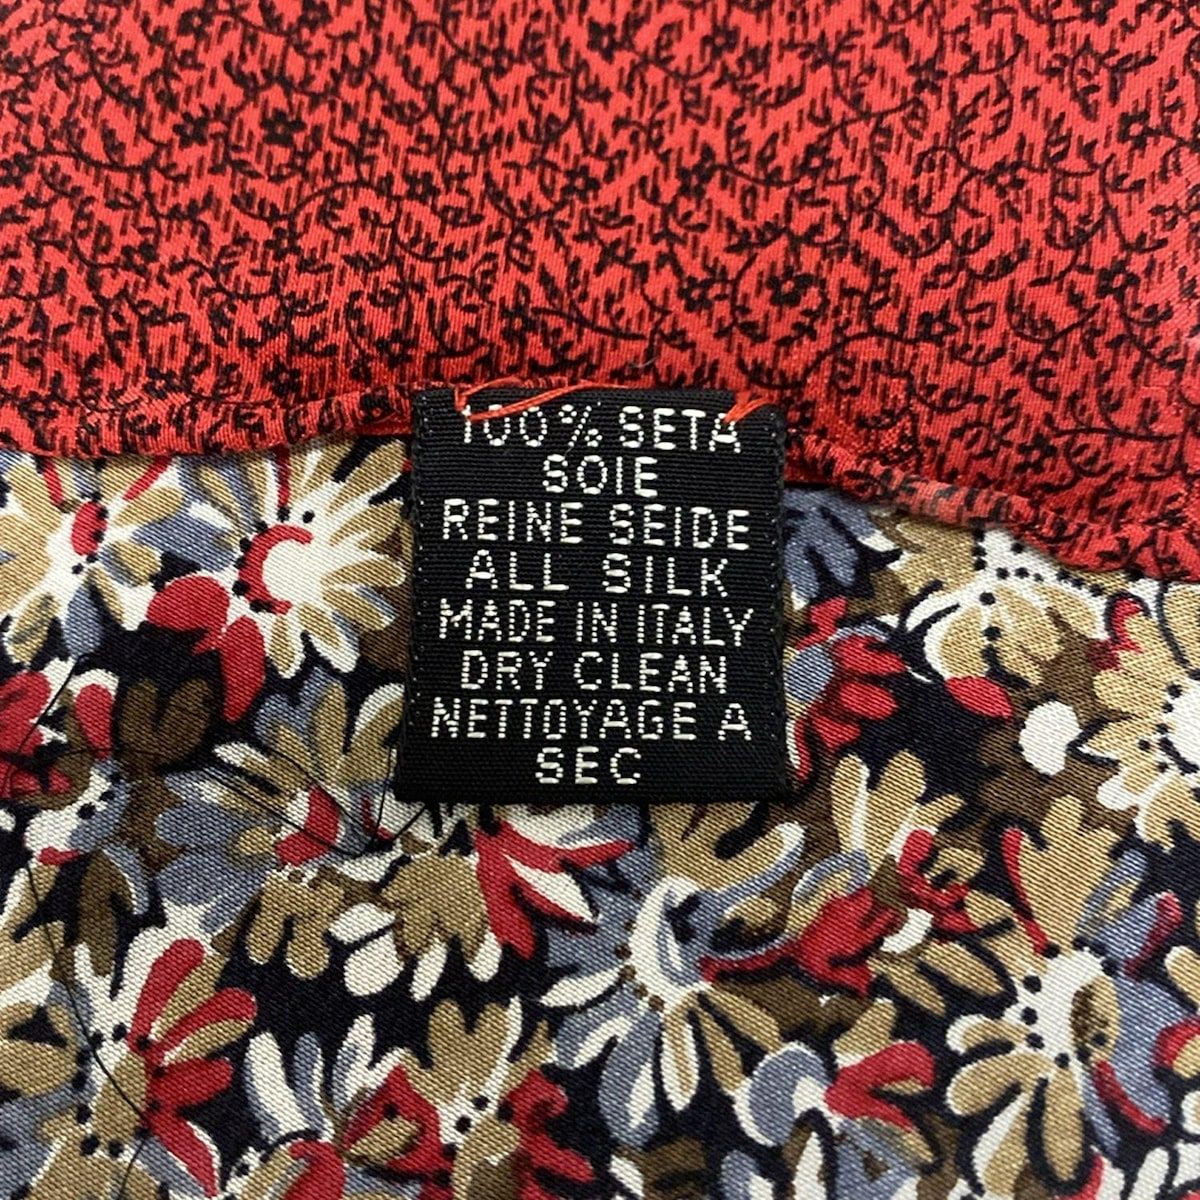 100% SETA
SOIE
REINE SEIDE
ALL SILK
MADE IN ITALY
DRY CLEAN
NETTOYAGE A
SEC